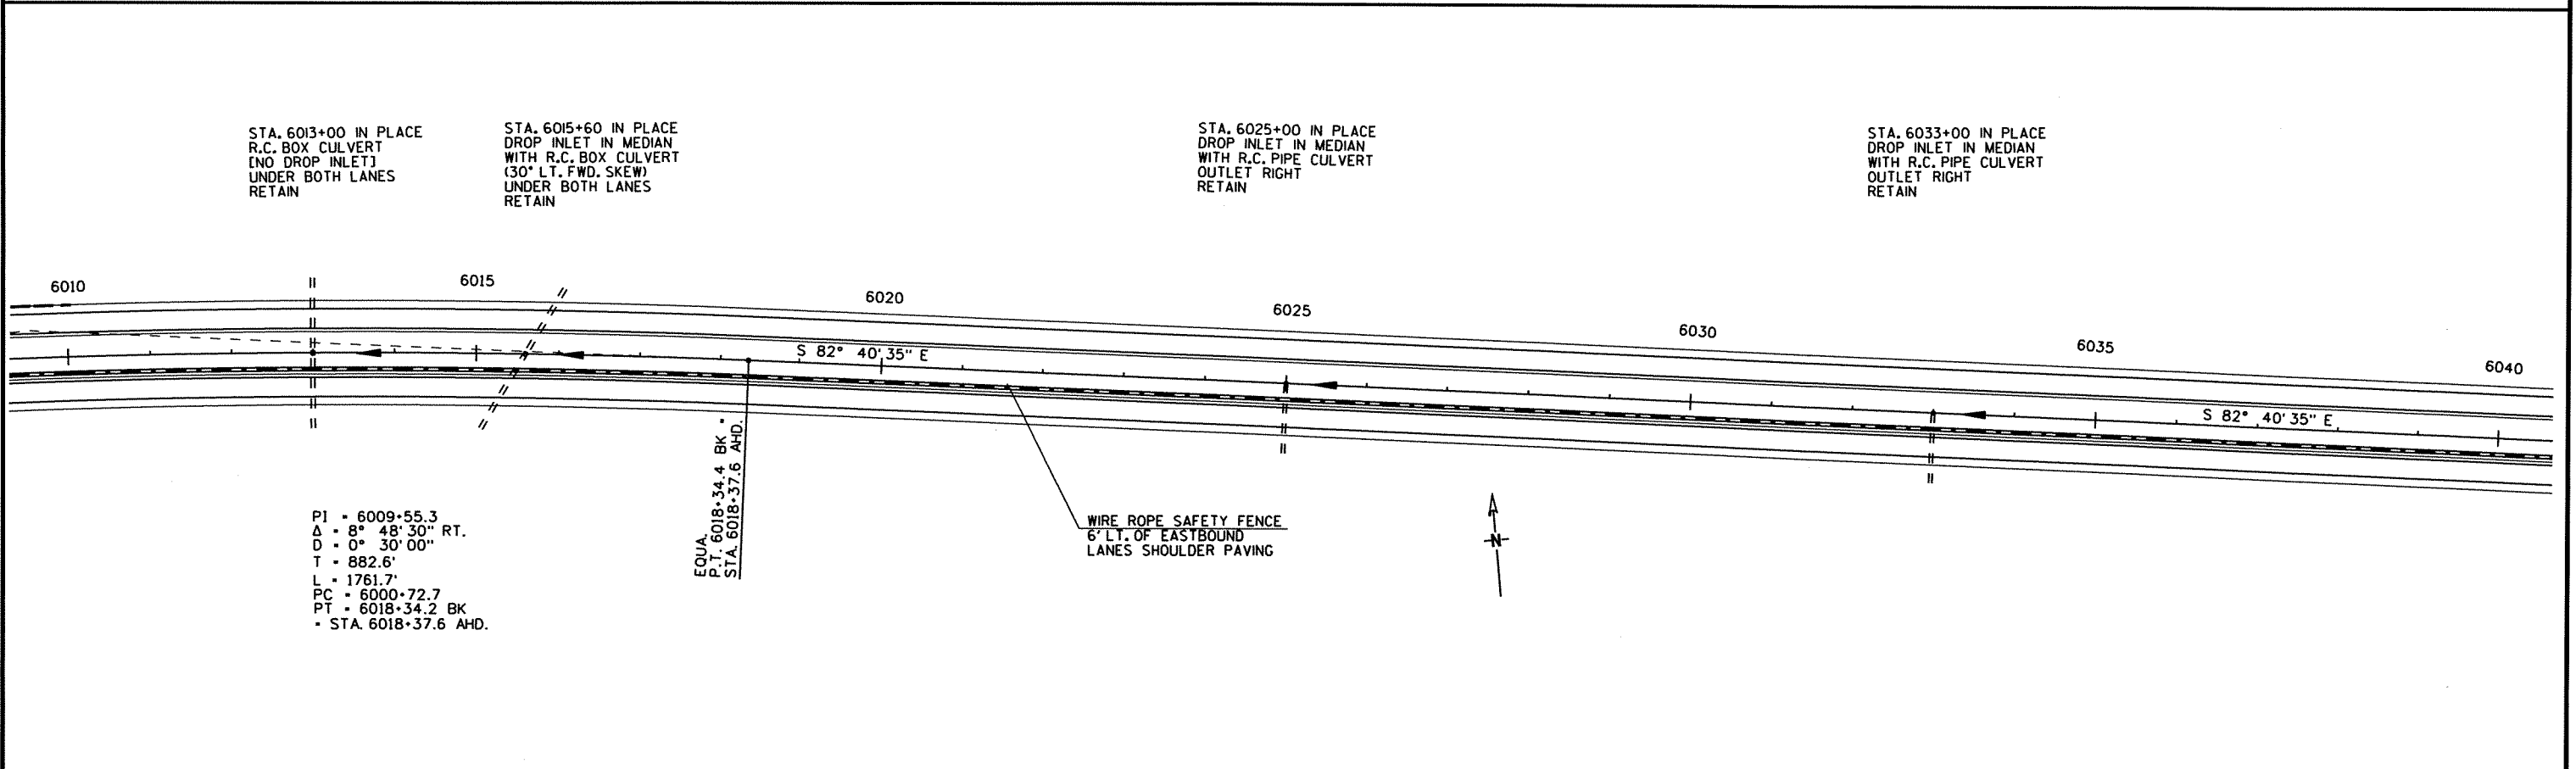 STA. 6013+00 IN PLACE
R.C. BOX CULVERT
[NO DROP INLET]
UNDER BOTH LANES
RETAIN
STA. 6015+60 IN PLACE
DROP INLET IN MEDIAN
WITH R.C. BOX CULVERT
(30° LT. FWD. SKEW)
UNDER BOTH LANES
RETAIN
STA. 6025+00 IN PLACE
DROP INLET IN MEDIAN
WITH R.C. PIPE CULVERT
OUTLET RIGHT
RETAIN
STA. 6033+00 IN PLACE
DROP INLET IN MEDIAN
WITH R.C. PIPE CULVERT
OUTLET RIGHT
RETAIN
6010
6015
6020
6025
6030
6035
6040
S 82° 40' 35" E
S 82° 40' 35" E
EQUA.
P.T. 6018+34.4 BK =
STA. 6018+37.6 AHD.
WIRE ROPE SAFETY FENCE
6' LT. OF EASTBOUND
LANES SHOULDER PAVING
N
PI = 6009+55.3
Δ = 8° 48' 30" RT.
D = 0° 30' 00"
T = 882.6'
L = 1761.7'
PC = 6000+72.7
PT = 6018+34.2 BK
= STA. 6018+37.6 AHD.